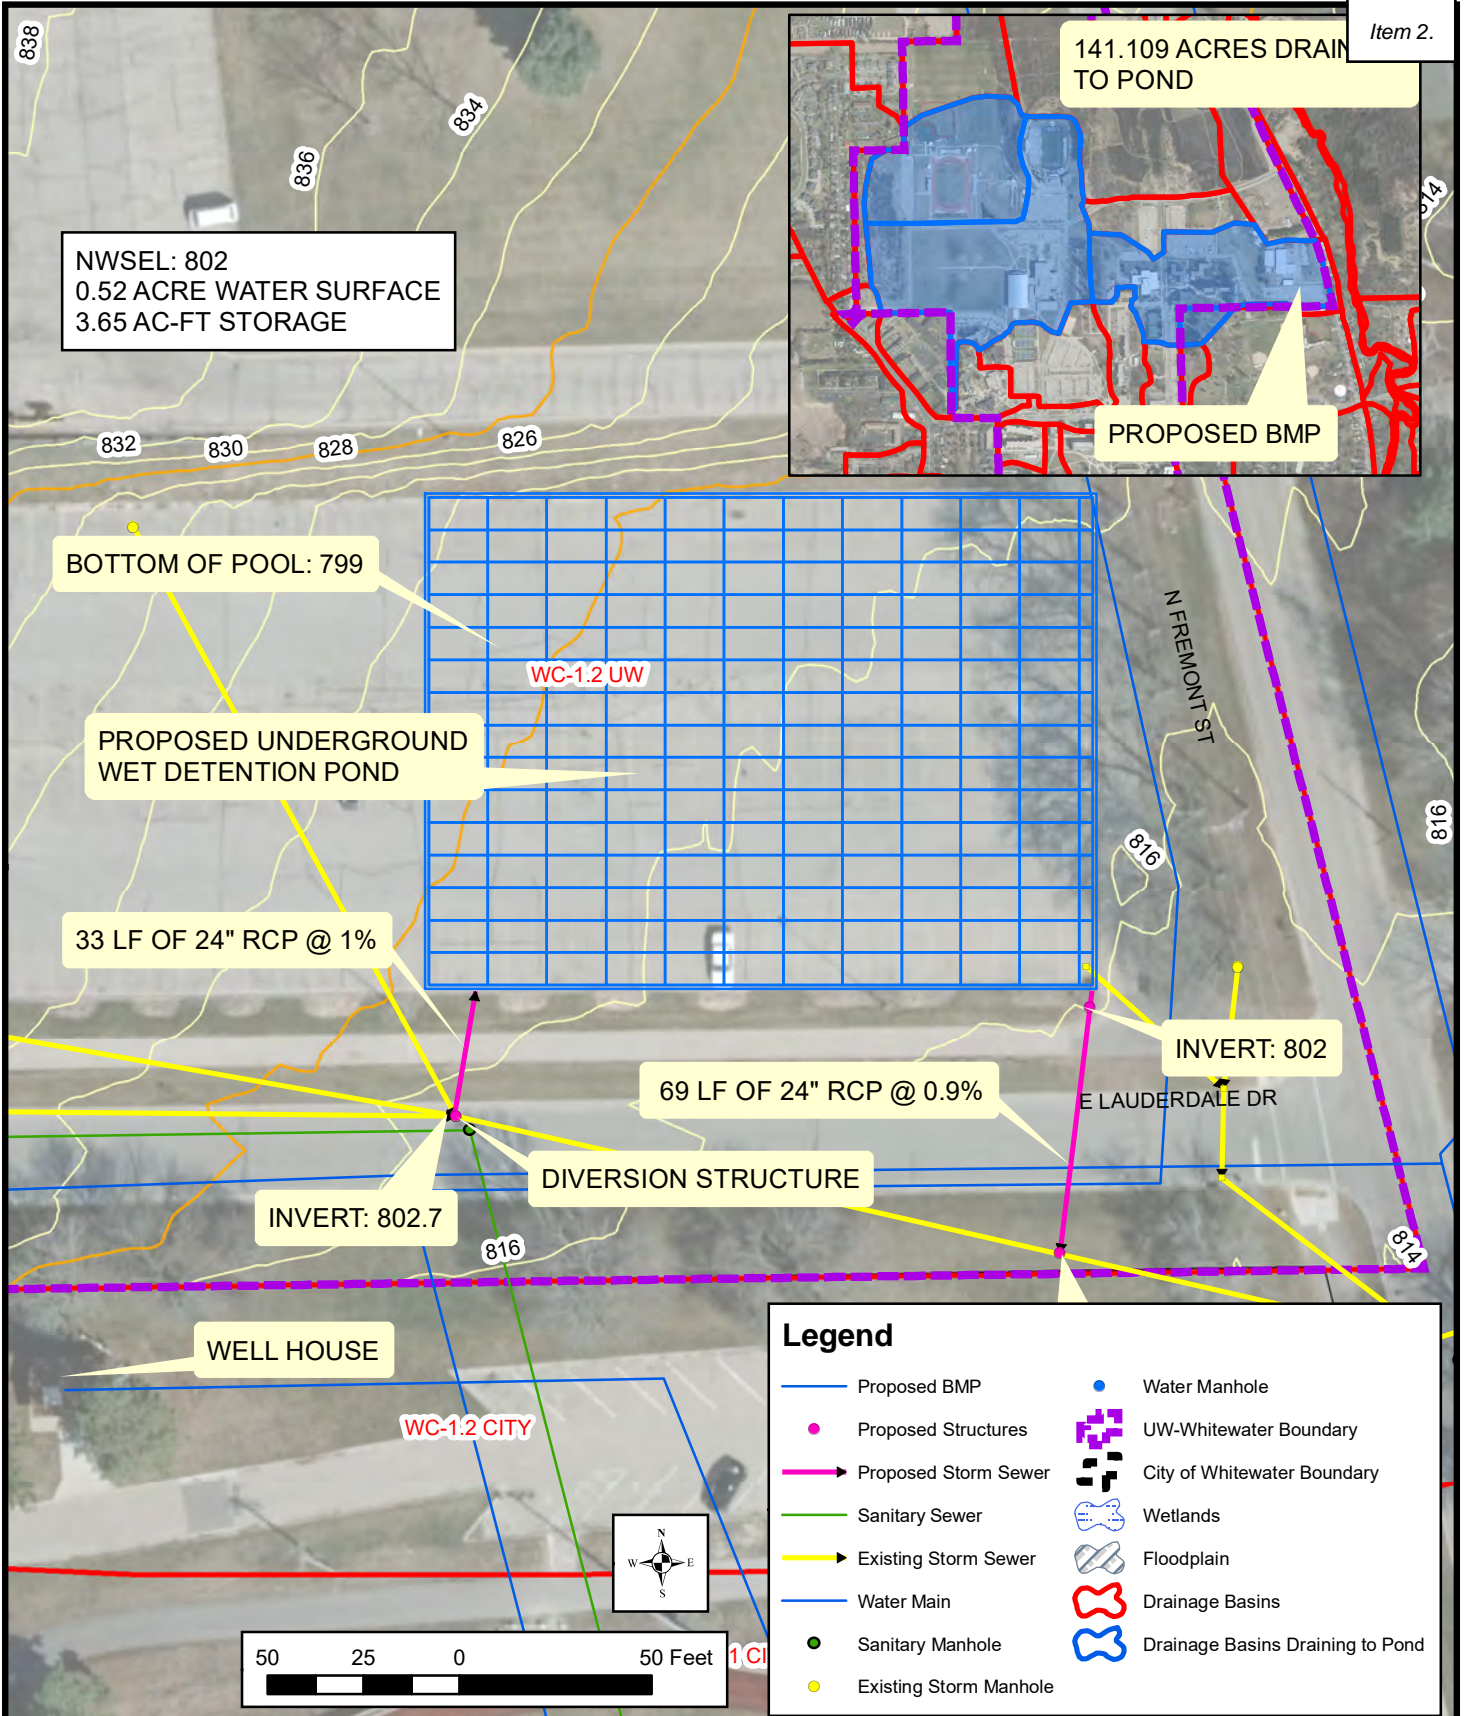 Item 2.
838
834
836
141.109 ACRES DRAIN
TO POND
814
NWSEL: 802
0.52 ACRE WATER SURFACE
3.65 AC-FT STORAGE
832
830
828
826
PROPOSED BMP
BOTTOM OF POOL: 799
N FREMONT ST
WC-1.2 UW
PROPOSED UNDERGROUND
WET DETENTION POND
816
816
33 LF OF 24" RCP @ 1%
INVERT: 802
69 LF OF 24" RCP @ 0.9%
E LAUDERDALE DR
DIVERSION STRUCTURE
INVERT: 802.7
816
814
WELL HOUSE
WC-1.2 CITY
Legend
Proposed BMP
Proposed Structures
Proposed Storm Sewer
Sanitary Sewer
Existing Storm Sewer
Water Main
Sanitary Manhole
Existing Storm Manhole
Water Manhole
UW-Whitewater Boundary
City of Whitewater Boundary
Wetlands
Floodplain
Drainage Basins
Drainage Basins Draining to Pond
N
W E
S
50 25 0 50 Feet
1 CI